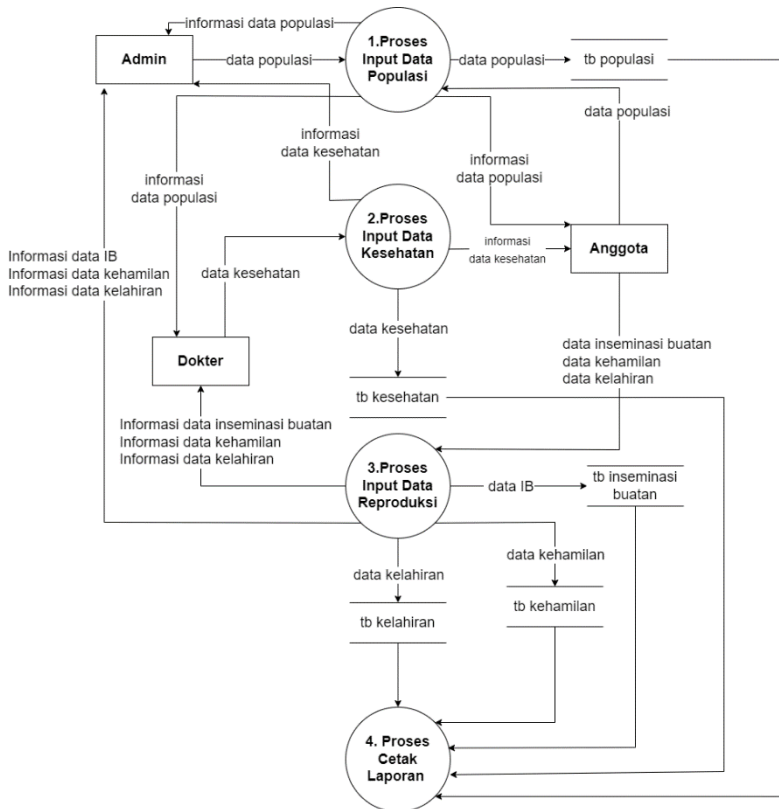 informasi data populasi
1.Proses
Input Data
Populasi
Admin
data populasi
data populasi
tb populasi
data populasi
informasi
data kesehatan
informasi
data populasi
informasi
data populasi
2.Proses
Input Data
Kesehatan
Anggota
informasi
data kesehatan
Informasi data IB
Informasi data kehamilan
Informasi data kelahiran
data kesehatan
data kesehatan
Dokter
data inseminasi buatan
data kehamilan
data kelahiran
tb kesehatan
Informasi data inseminasi buatan
Informasi data kehamilan
Informasi data kelahiran
3.Proses
Input Data
Reproduksi
data IB
tb inseminasi
buatan
data kehamilan
data kelahiran
tb kehamilan
tb kelahiran
4. Proses
Cetak
Laporan